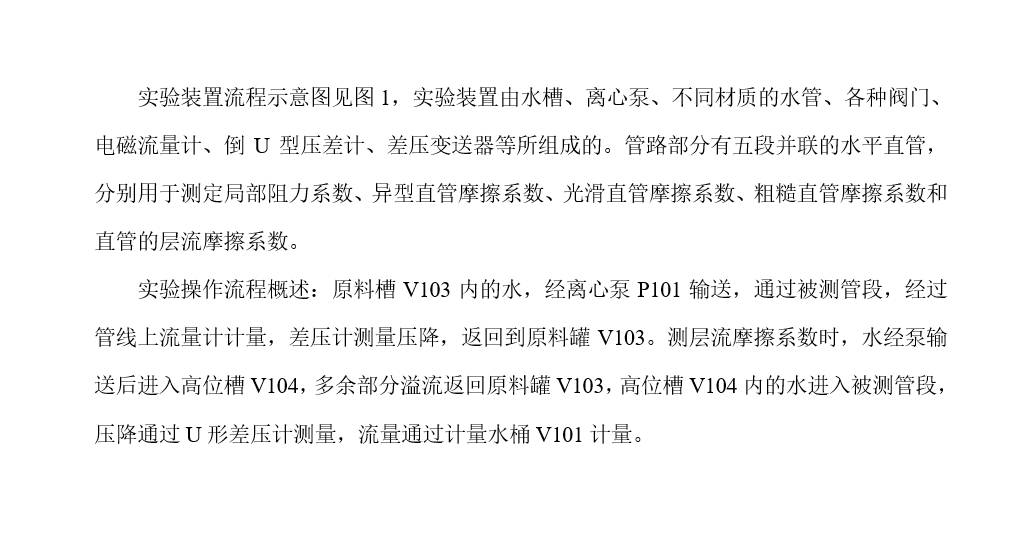 实验装置流程示意图见图 1，实验装置由水槽、离心泵、不同材质的水管、各种阀门、
电磁流量计、倒 U 型压差计、差压变送器等所组成的。管路部分有五段并联的水平直管，
分别用于测定局部阻力系数、异型直管摩擦系数、光滑直管摩擦系数、粗糙直管摩擦系数和
直管的层流摩擦系数。
实验操作流程概述：原料槽 V103 内的水，经离心泵 P101 输送，通过被测管段，经过
管线上流量计计量，差压计测量压降，返回到原料罐 V103。测层流摩擦系数时，水经泵输
送后进入高位槽 V104，多余部分溢流返回原料罐 V103，高位槽 V104 内的水进入被测管段，
压降通过 U 形差压计测量，流量通过计量水桶 V101 计量。